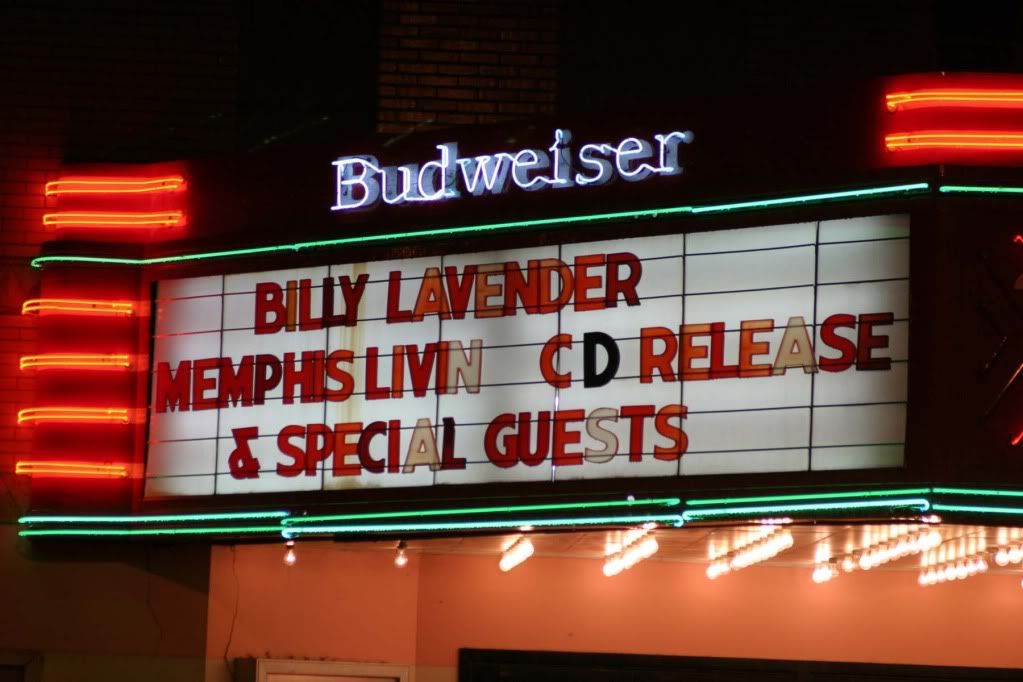 Budweiser
BILLY LAVENDER
MEMPHIS LIVIN CD RELEASE
& SPECIAL GUESTS